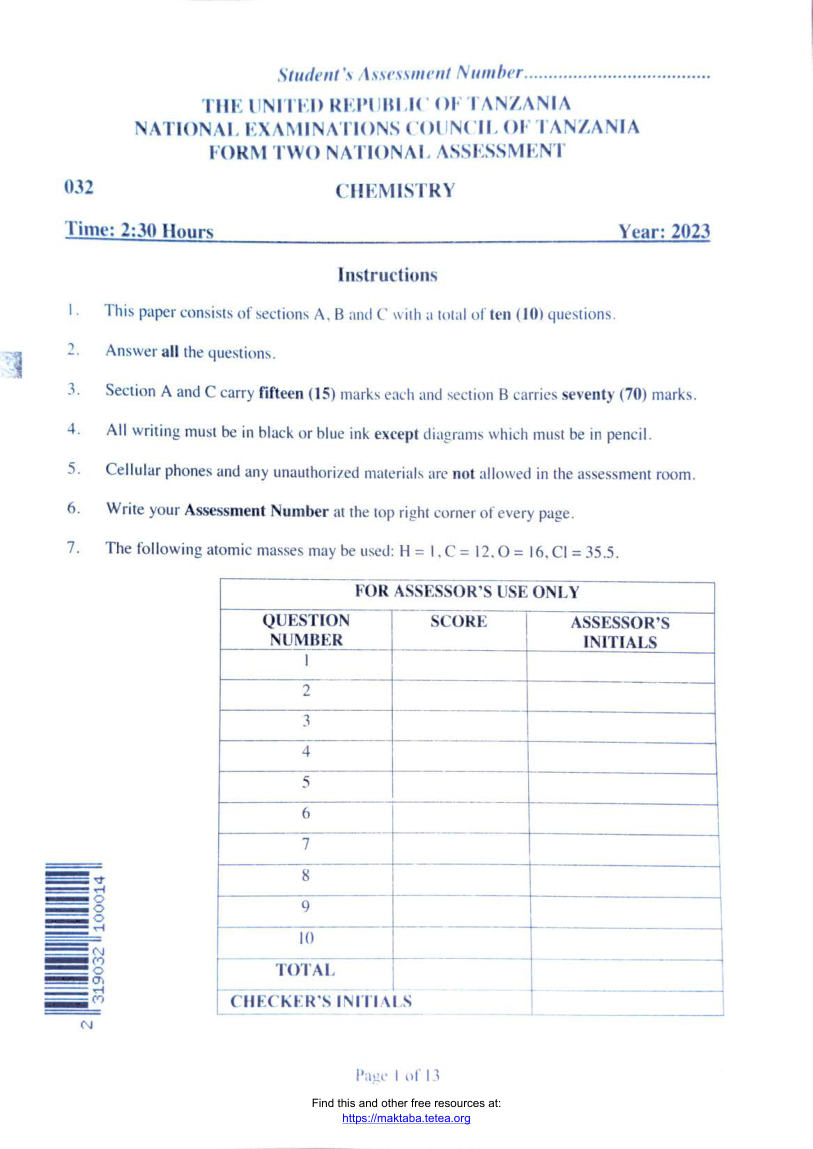 Student's Assessment Number.......................................
THE UNITED REPUBLIC OF TANZANIA
NATIONAL EXAMINATIONS COUNCIL OF TANZANIA
FORM TWO NATIONAL ASSESSMENT
032 CHEMISTRY
Time: 2:30 Hours Year: 2023
Instructions
1. This paper consists of sections A, B and C with a total of ten (10) questions.
2. Answer all the questions.
3. Section A and C carry fifteen (15) marks each and section B carries seventy (70) marks.
4. All writing must be in black or blue ink except diagrams which must be in pencil.
5. Cellular phones and any unauthorized materials are not allowed in the assessment room.
6. Write your Assessment Number at the top right corner of every page.
7. The following atomic masses may be used: H = 1, C = 12, O = 16, Cl = 35.5.
FOR ASSESSOR'S USE ONLY
QUESTION NUMBER SCORE ASSESSOR'S INITIALS
1
2
3
4
5
6
7
8
9
10
TOTAL
CHECKER'S INITIALS
2 319032 100014
Page 1 of 13
Find this and other free resources at:
https://maktaba.tetea.org